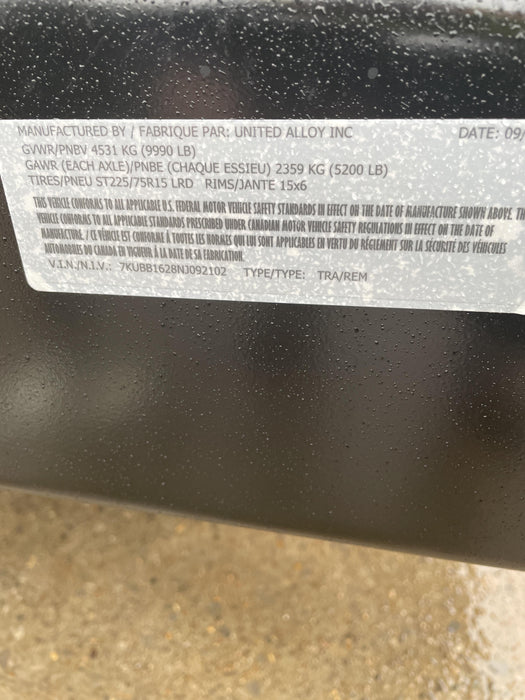 MANUFACTURED BY / FABRIQUE PAR: UNITED ALLOY INC DATE: 09/
GVWR/PNBV 4531 KG (9990 LB)
GAWR (EACH AXLE)/PNBE (CHAQUE ESSIEU) 2359 KG (5200 LB)
TIRES/PNEU ST225/75R15 LRD RIMS/JANTE 15x6
THIS VEHICLE CONFORMS TO ALL APPLICABLE U.S. FEDERAL MOTOR VEHICLE SAFETY STANDARDS IN EFFECT ON THE DATE OF MANUFACTURE SHOWN ABOVE. TH
VEHICLE CONFORMS TO ALL APPLICABLE STANDARDS PRESCRIBED UNDER CANADIAN MOTOR VEHICLE SAFETY REGULATIONS IN EFFECT ON THE DATE OF
MANUFACTURE. / CE VÉHICLE EST CONFORME À TOUTES LES NORMES QUI LUI SONT APPLICABLES EN VERTU DU RÉGLEMENT SUR LA SÉCURITÉ DES VÉHICULES
AUTOMOBILES DU CANADA EN VIGUEUR À LA DATE DE SA FABRICATION.
V.I.N./N.I.V.: 7KUBB1628NJ092102 TYPE/TYPE: TRA/REM